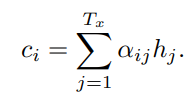 $c_i = \sum_{j=1}^{T_x} \alpha_{ij} h_j.$